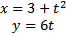 x = 3 + t²
y = 6t